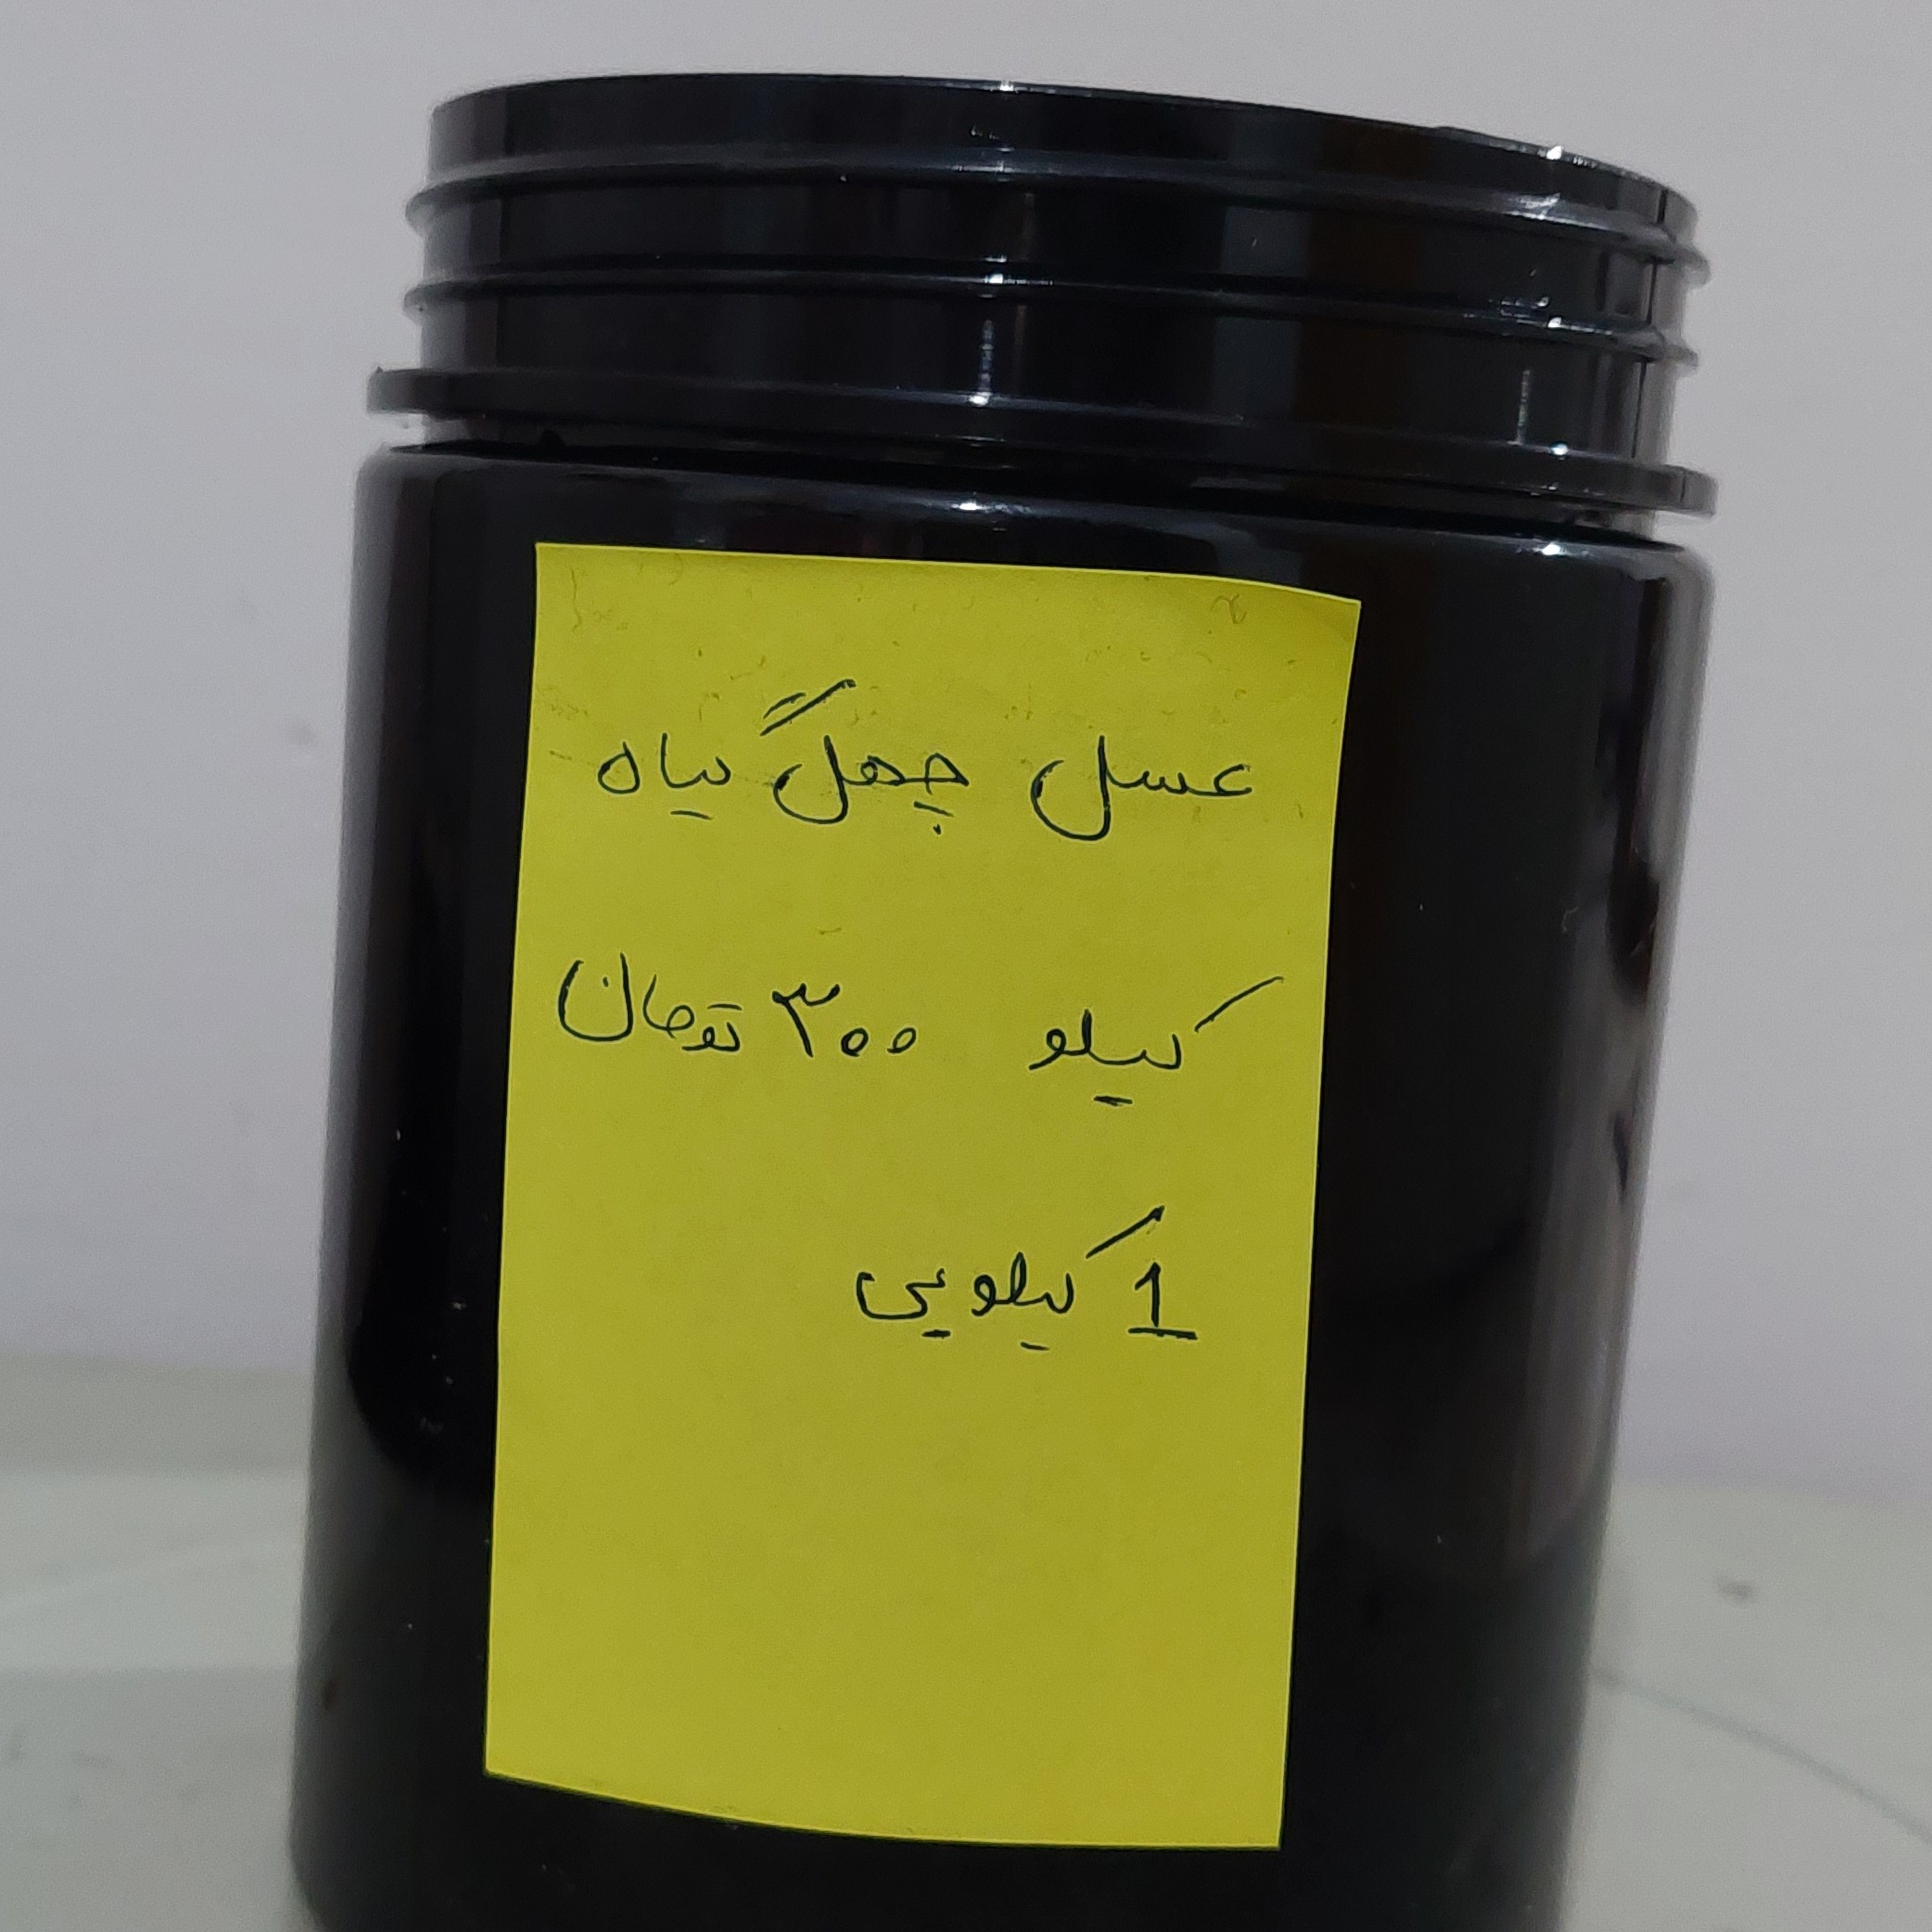 عسل چهل گیاه
کیلو ۳۰۰ تومان
1 کیلویی